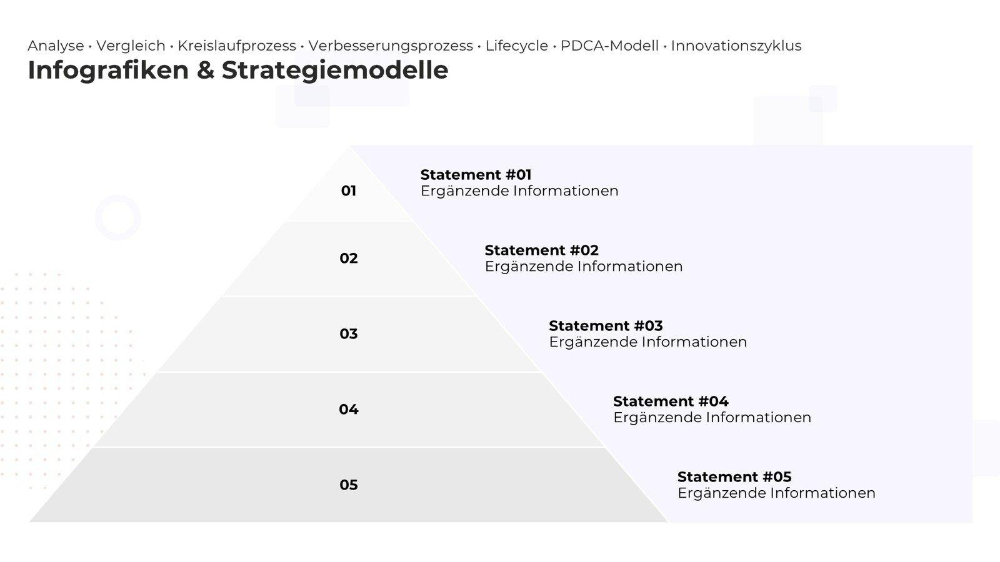 Analyse · Vergleich · Kreislaufprozess · Verbesserungsprozess · Lifecycle · PDCA-Modell · Innovationszyklus
Infografiken & Strategiemodelle
01
Statement #01
Ergänzende Informationen
02
Statement #02
Ergänzende Informationen
03
Statement #03
Ergänzende Informationen
04
Statement #04
Ergänzende Informationen
05
Statement #05
Ergänzende Informationen